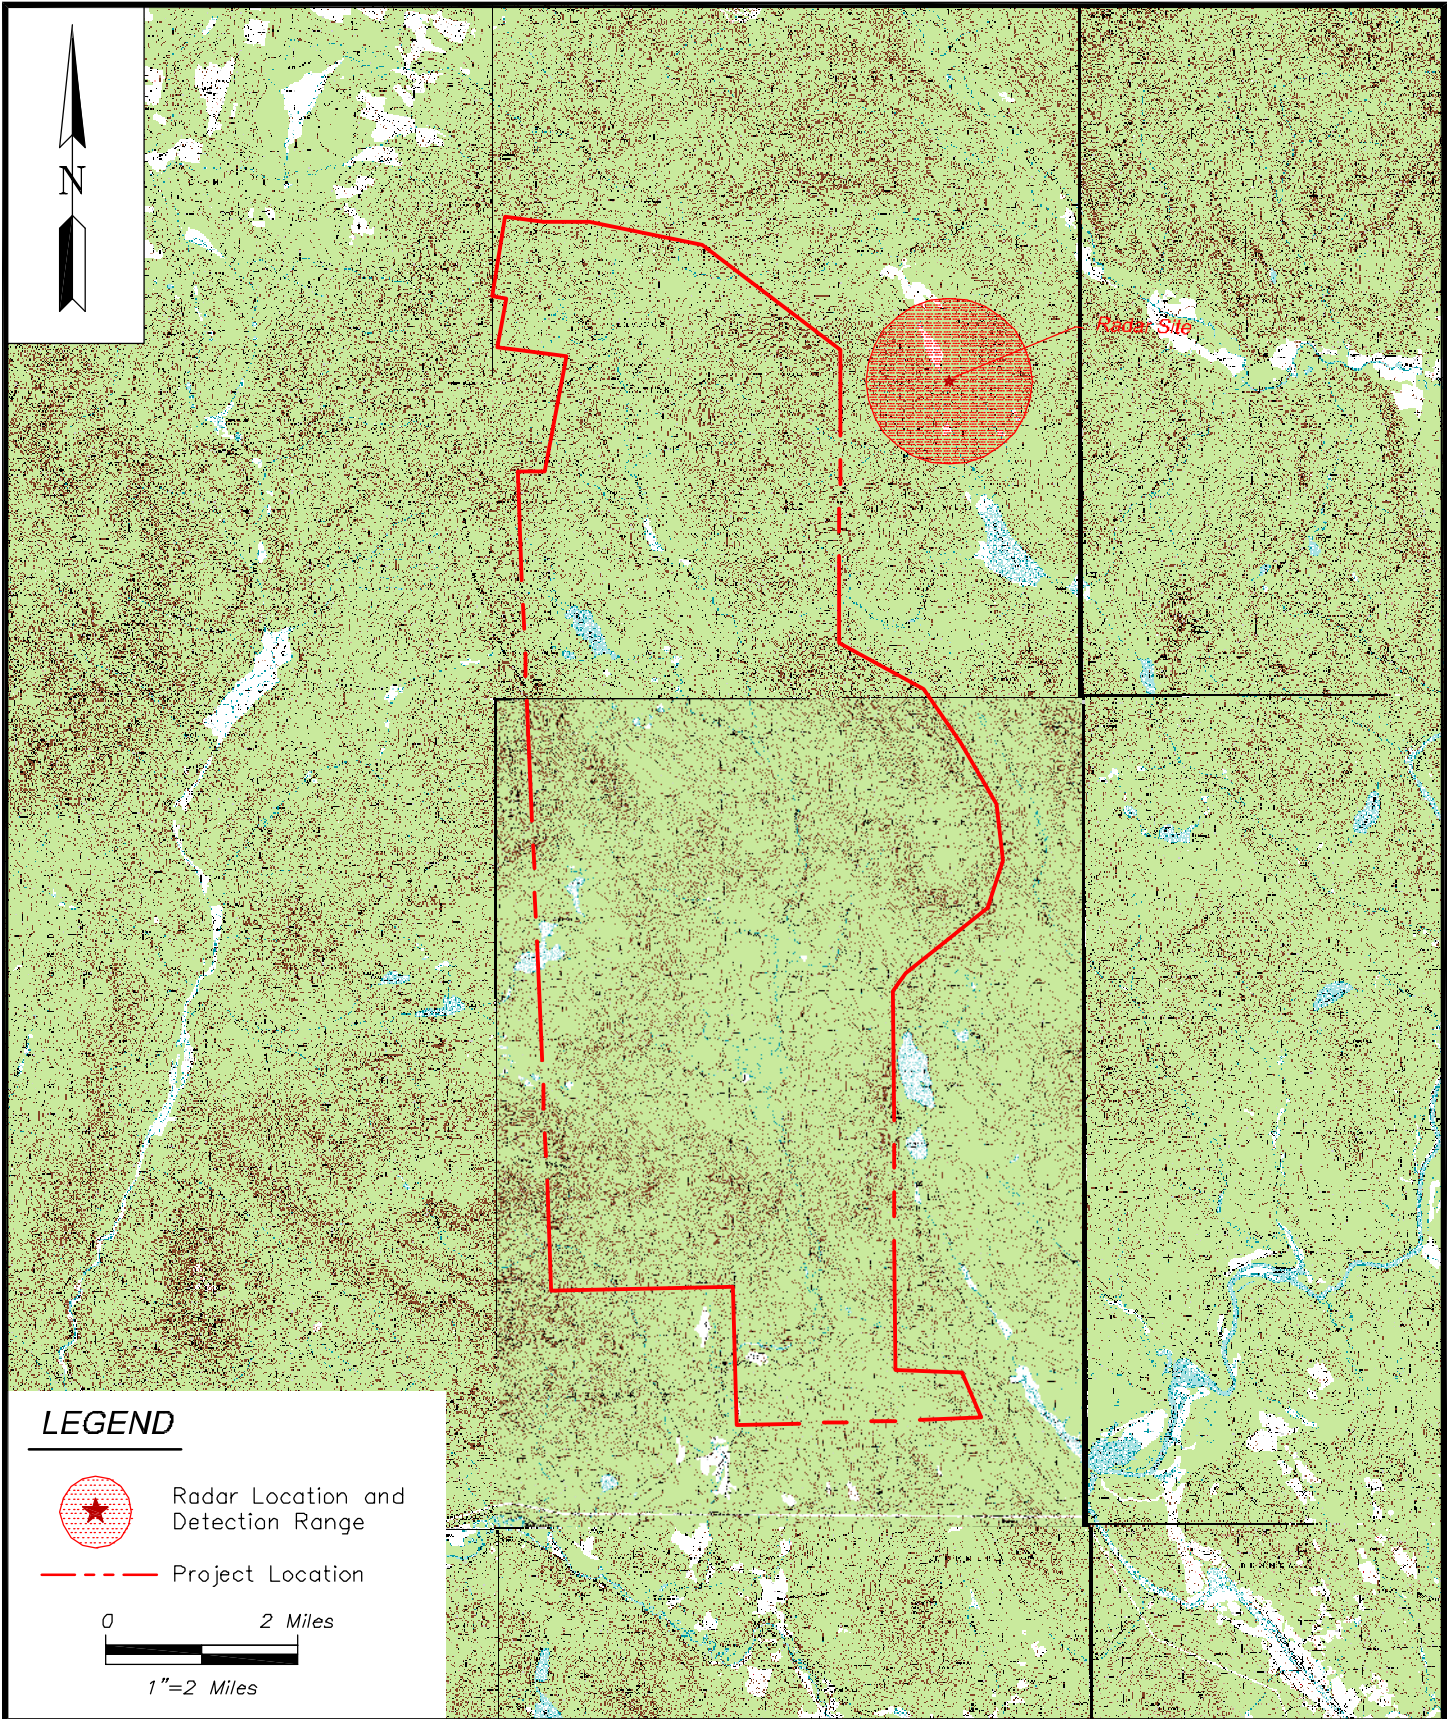 N
Radar Site
LEGEND
Radar Location and
Detection Range
Project Location
0 2 Miles
1"=2 Miles